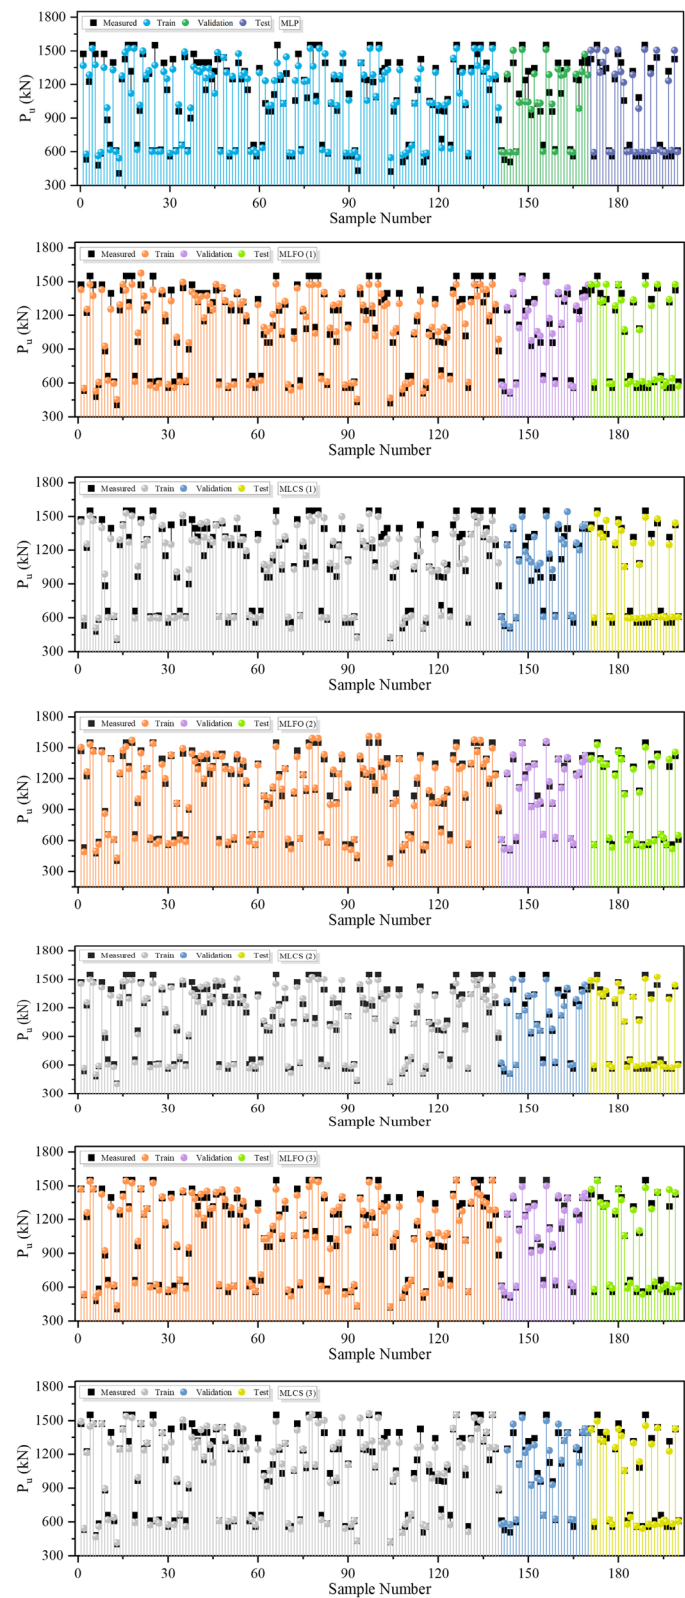 1800
1500
1200
900
600
300
Pu (kN)
Measured Train Validation Test MLP
0 30 60 90 120 150 180
Sample Number
1800
1500
1200
900
600
300
Pu (kN)
Measured Train Validation Test MLFO (1)
0 30 60 90 120 150 180
Sample Number
1800
1500
1200
900
600
300
Pu (kN)
Measured Train Validation Test MLCS (1)
0 30 60 90 120 150 180
Sample Number
1800
1500
1200
900
600
300
Pu (kN)
Measured Train Validation Test MLFO (2)
0 30 60 90 120 150 180
Sample Number
1800
1500
1200
900
600
300
Pu (kN)
Measured Train Validation Test MLCS (2)
0 30 60 90 120 150 180
Sample Number
1800
1500
1200
900
600
300
Pu (kN)
Measured Train Validation Test MLFO (3)
0 30 60 90 120 150 180
Sample Number
1800
1500
1200
900
600
300
Pu (kN)
Measured Train Validation Test MLCS (3)
0 30 60 90 120 150 180
Sample Number